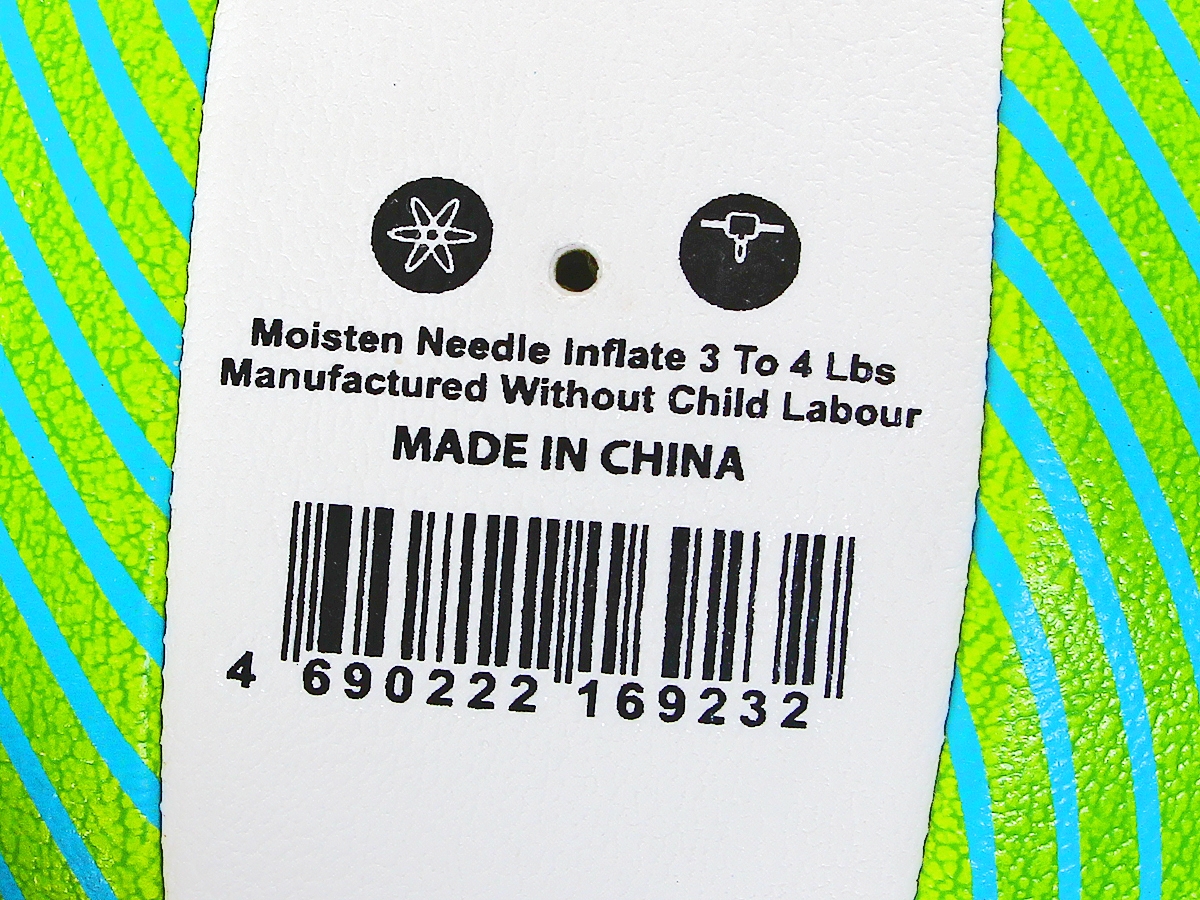 Moisten Needle Inflate 3 To 4 Lbs
Manufactured Without Child Labour
MADE IN CHINA
4 690222 169232